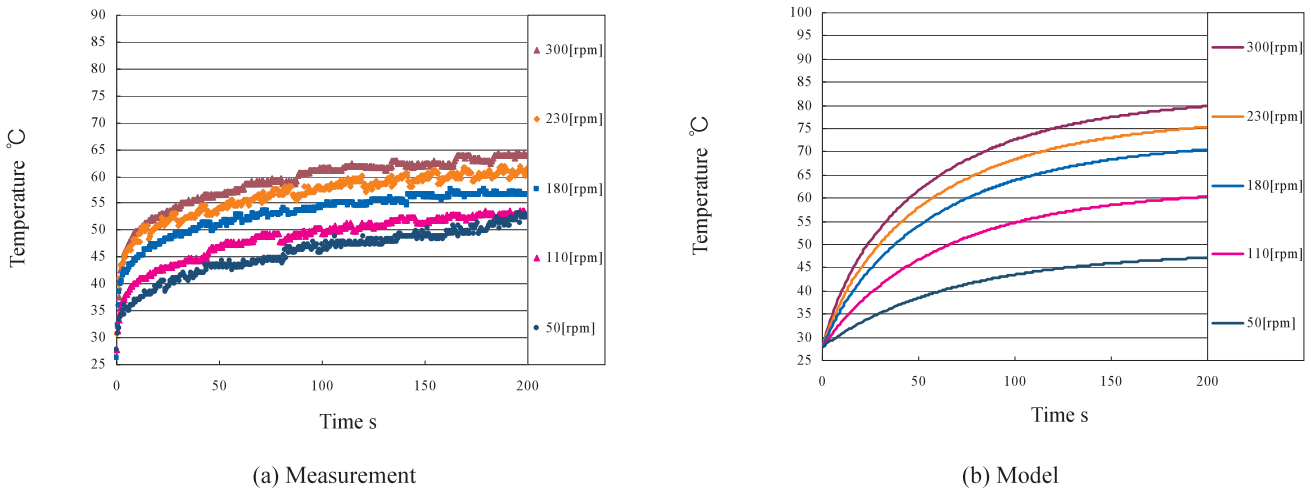 90
85
80
75
70
65
60
55
50
45
40
35
30
25
0
50
100
150
200
Temperature ℃
Time s
300[rpm]
230[rpm]
180[rpm]
110[rpm]
50[rpm]
(a) Measurement
100
95
90
85
80
75
70
65
60
55
50
45
40
35
30
25
0
50
100
150
200
Temperature ℃
Time s
300[rpm]
230[rpm]
180[rpm]
110[rpm]
50[rpm]
(b) Model